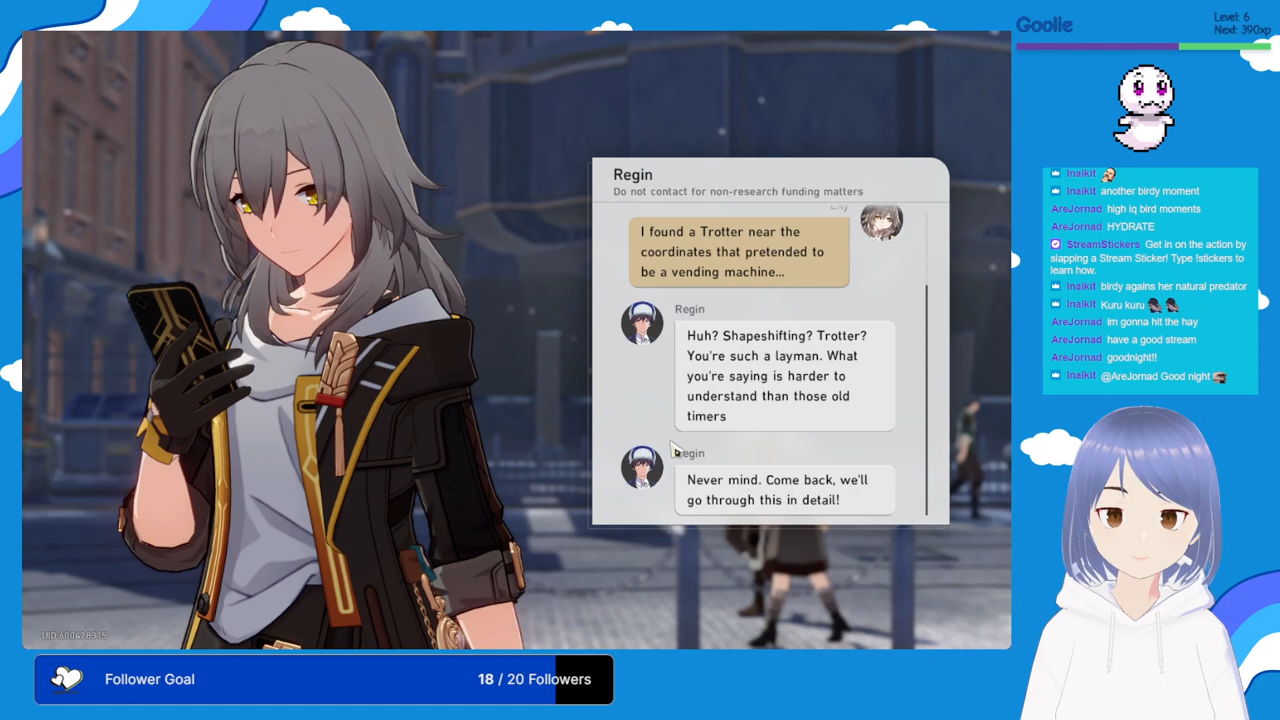 Goolie
Level: 6
Next: 390xp
Regin
Do not contact for non-research funding matters
I found a Trotter near the
coordinates that pretended to
be a vending machine...
Regin
Huh? Shapeshifting? Trotter?
You're such a layman. What
you're saying is harder to
understand than those old
timers
Regin
Never mind. Come back, we'll
go through this in detail!
UID:600428315
Follower Goal
18 / 20 Followers
Inaikit
Inaikit another birdy moment
AreJornad high iq bird moments
AreJornad HYDRATE
StreamStickers Get in on the action by
slapping a Stream Sticker! Type !stickers to
learn how.
Inaikit birdy agains her natural predator
Inaikit Kuru kuru
AreJornad im gonna hit the hay
AreJornad have a good stream
AreJornad goodnight!!
Inaikit @AreJornad Good night